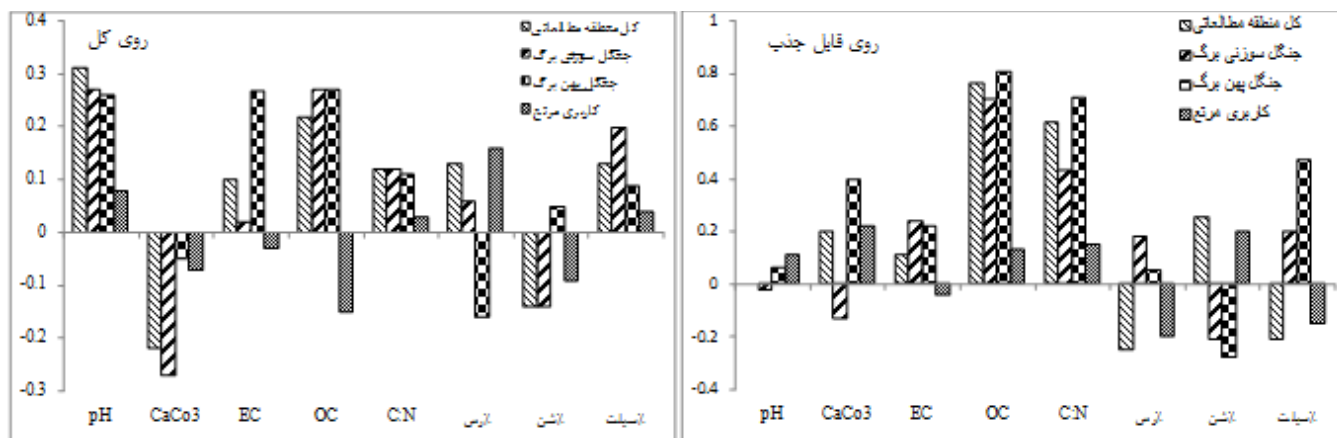 روی کل
کل منطقه مطالعاتی
جنگل سوزنی برگ
جنگل پهن برگ
کاربری مرتع
0.4
0.3
0.2
0.1
0
-0.1
-0.2
-0.3
pH CaCo3 EC OC C:N %رس %شن %سیلت
روی قابل جذب
کل منطقه مطالعاتی
جنگل سوزنی برگ
جنگل پهن برگ
کاربری مرتع
1
0.8
0.6
0.4
0.2
0
-0.2
-0.4
pH CaCo3 EC OC C:N %رس %شن %سیلت